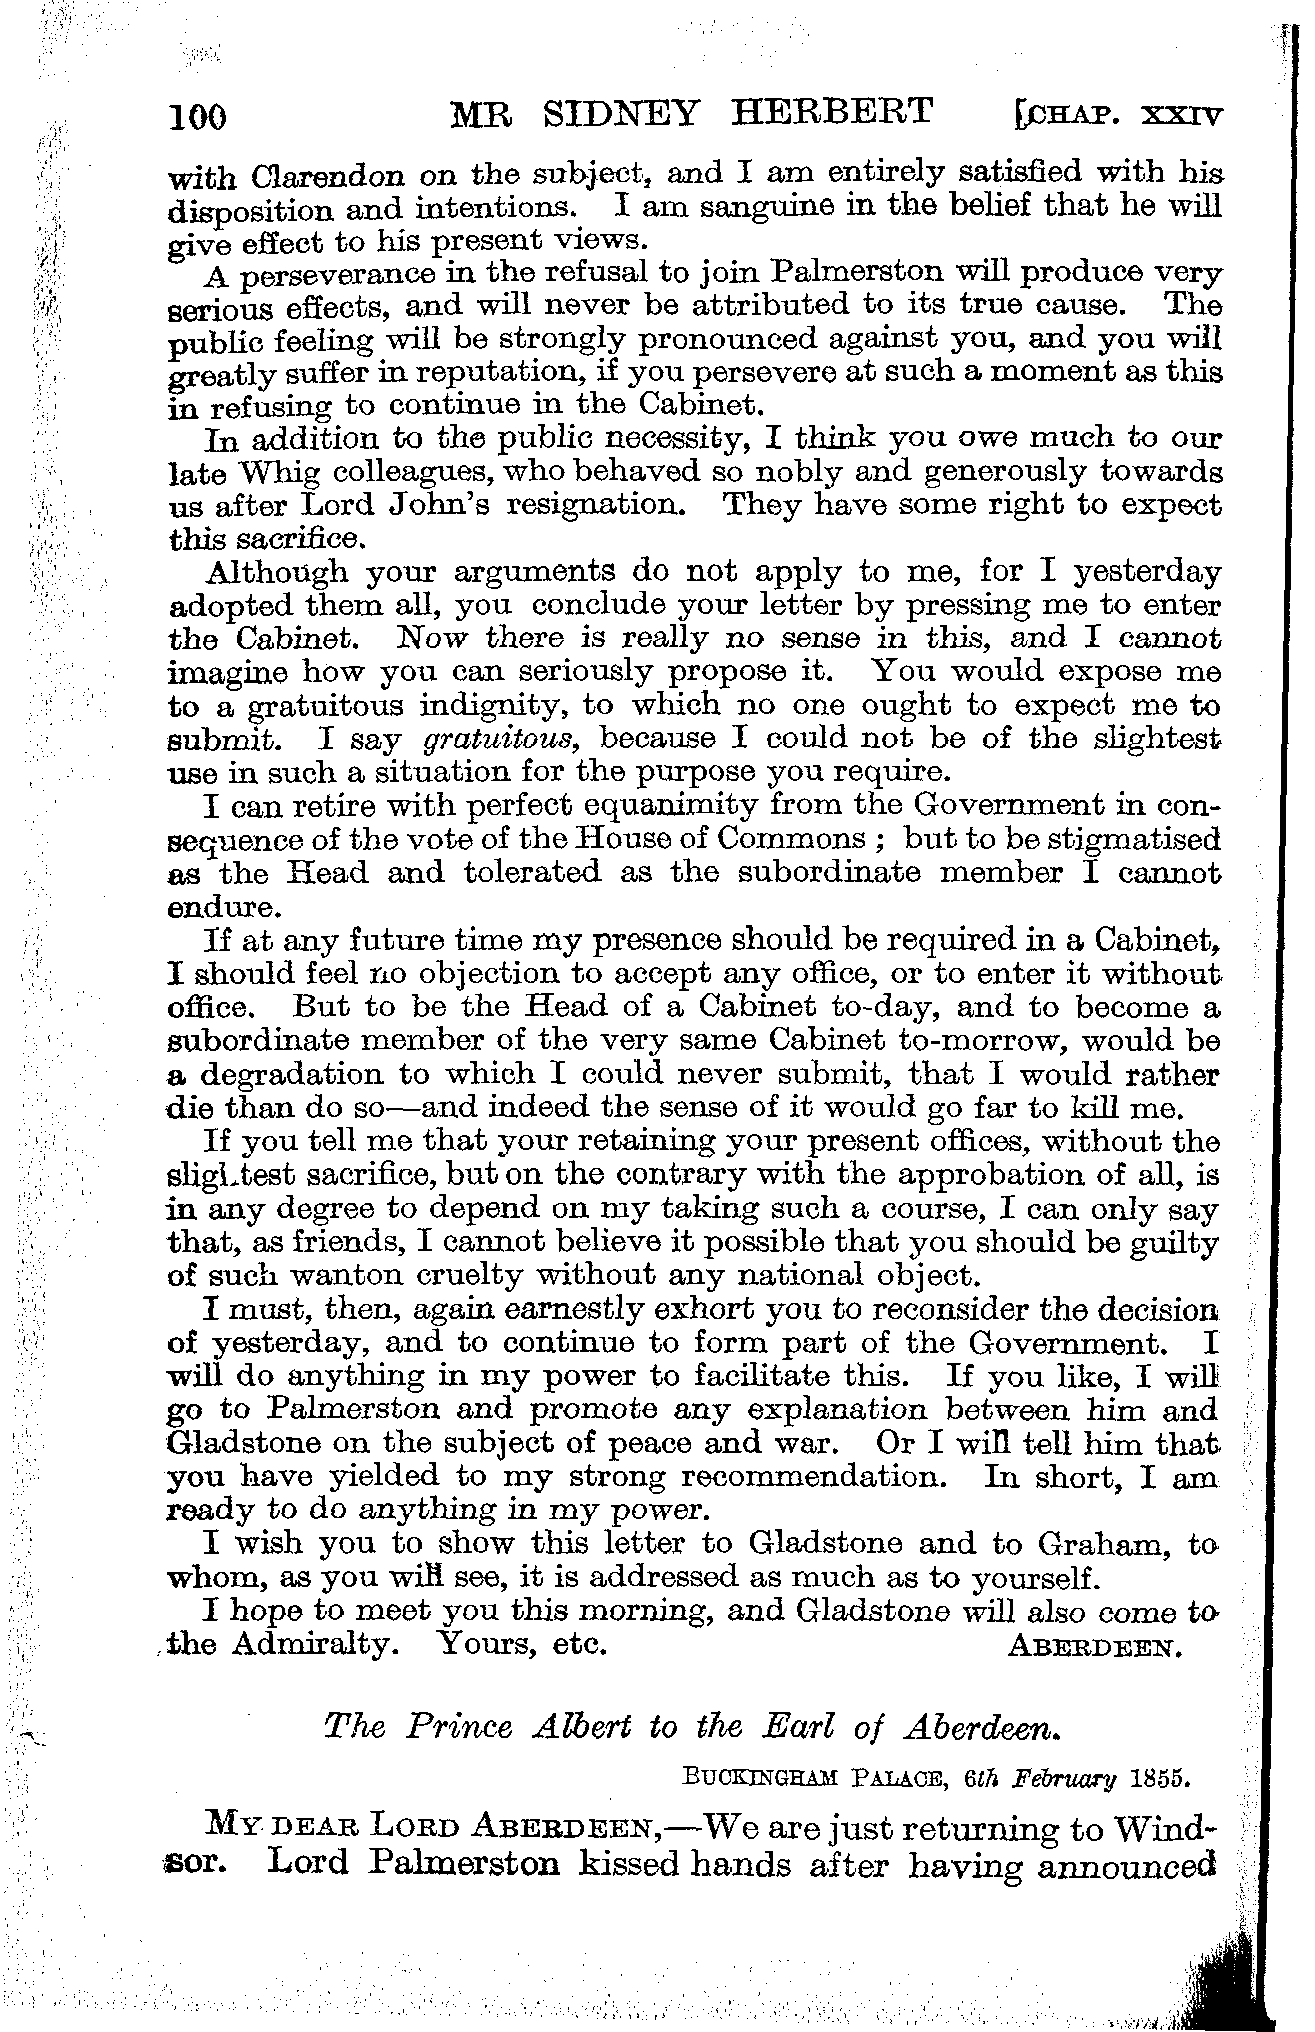 100 MR SIDNEY HERBERT [CHAP. XXIV
with Clarendon on the subject, and I am entirely satisfied with his
disposition and intentions. I am sanguine in the belief that he will
give effect to his present views.
A perseverance in the refusal to join Palmerston will produce very
serious effects, and will never be attributed to its true cause. The
public feeling will be strongly pronounced against you, and you will
greatly suffer in reputation, if you persevere at such a moment as this
in refusing to continue in the Cabinet.
In addition to the public necessity, I think you owe much to our
late Whig colleagues, who behaved so nobly and generously towards
us after Lord John's resignation. They have some right to expect
this sacrifice.
Although your arguments do not apply to me, for I yesterday
adopted them all, you conclude your letter by pressing me to enter
the Cabinet. Now there is really no sense in this, and I cannot
imagine how you can seriously propose it. You would expose me
to a gratuitous indignity, to which no one ought to expect me to
submit. I say gratuitous, because I could not be of the slightest
use in such a situation for the purpose you require.
I can retire with perfect equanimity from the Government in con-
sequence of the vote of the House of Commons ; but to be stigmatised
as the Head and tolerated as the subordinate member I cannot
endure.
If at any future time my presence should be required in a Cabinet,
I should feel no objection to accept any office, or to enter it without
office. But to be the Head of a Cabinet to-day, and to become a
subordinate member of the very same Cabinet to-morrow, would be
a degradation to which I could never submit, that I would rather
die than do so—and indeed the sense of it would go far to kill me.
If you tell me that your retaining your present offices, without the
slightest sacrifice, but on the contrary with the approbation of all, is
in any degree to depend on my taking such a course, I can only say
that, as friends, I cannot believe it possible that you should be guilty
of such wanton cruelty without any national object.
I must, then, again earnestly exhort you to reconsider the decision
of yesterday, and to continue to form part of the Government. I
will do anything in my power to facilitate this. If you like, I will
go to Palmerston and promote any explanation between him and
Gladstone on the subject of peace and war. Or I will tell him that
you have yielded to my strong recommendation. In short, I am
ready to do anything in my power.
I wish you to show this letter to Gladstone and to Graham, to
whom, as you will see, it is addressed as much as to yourself.
I hope to meet you this morning, and Gladstone will also come to
the Admiralty. Yours, etc. ABERDEEN.
The Prince Albert to the Earl of Aberdeen.
BUCKINGHAM PALACE, 6th February 1855.
MY DEAR LORD ABERDEEN,—We are just returning to Wind-
sor. Lord Palmerston kissed hands after having announced